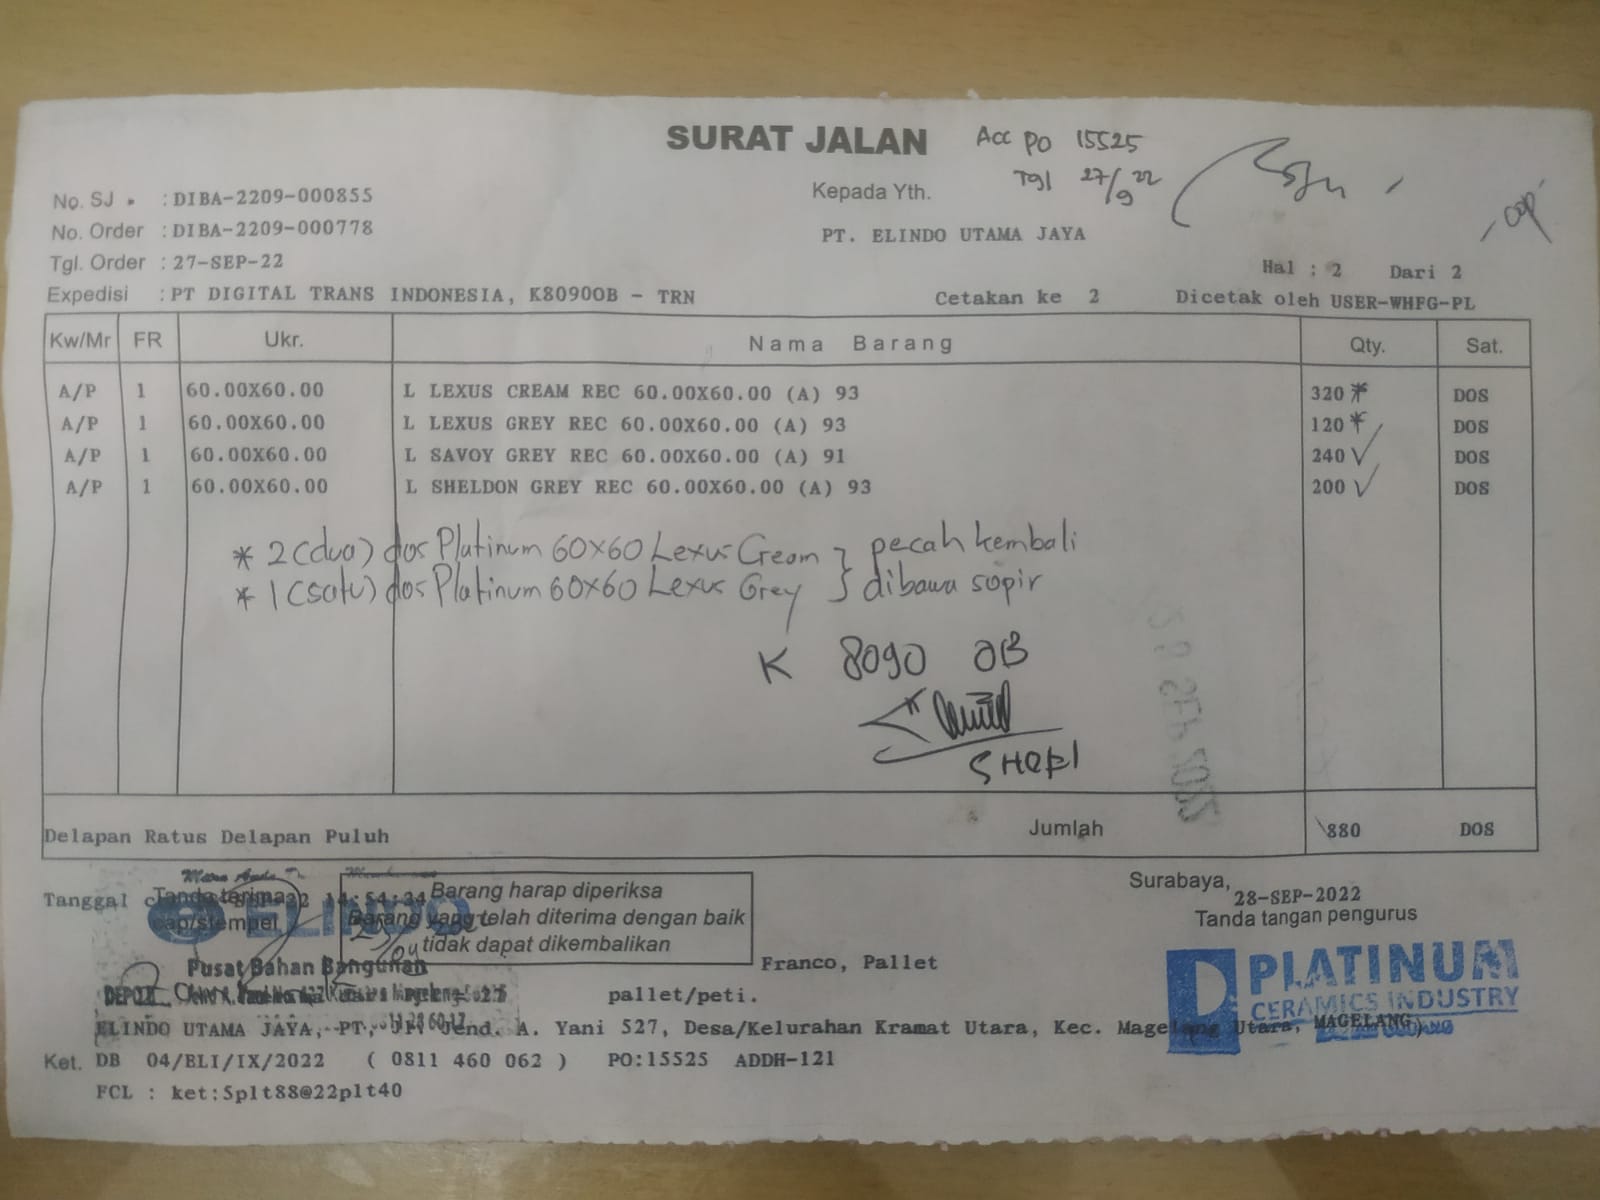 SURAT JALAN
Acc PO 15525
Tgl 27/9 22
No. SJ : DIBA-2209-000855
Kepada Yth.
No. Order : DIBA-2209-000778
PT. ELINDO UTAMA JAYA
Tgl. Order : 27-SEP-22
Hal : 2 Dari 2
Expedisi : PT DIGITAL TRANS INDONESIA, K8090OB - TRN
Cetakan ke 2
Dicetak oleh USER-WHFG-PL
Kw/Mr FR Ukr. Nama Barang Qty. Sat.
A/P 1 60.00X60.00 L LEXUS CREAM REC 60.00X60.00 (A) 93 320 * DOS
A/P 1 60.00X60.00 L LEXUS GREY REC 60.00X60.00 (A) 93 120 * DOS
A/P 1 60.00X60.00 L SAVOY GREY REC 60.00X60.00 (A) 91 240 ✓ DOS
A/P 1 60.00X60.00 L SHELDON GREY REC 60.00X60.00 (A) 93 200 ✓ DOS
* 2 (dua) dos Platinum 60x60 Lexus Cream } pecah kembali
* 1 (satu) dos Platinum 60x60 Lexus Grey } dibawa sopir
K 8090 OB
Delapan Ratus Delapan Puluh
Jumlah 880 DOS
Tanggal
14:54:34
Tanda terima
cap/stempel
ELINDO
Pusat Bahan Bangunan
Barang harap diperiksa
Barang yang telah diterima dengan baik
tidak dapat dikembalikan
Surabaya, 28-SEP-2022
Tanda tangan pengurus
PLATINUM
CERAMICS INDUSTRY
Franco, Pallet
pallet/peti.
ELINDO UTAMA JAYA, PT, Jl. Jend. A. Yani 527, Desa/Kelurahan Kramat Utara, Kec. Magelang Utara, MAGELANG
Ket. DB 04/BLI/IX/2022 ( 0811 460 062 ) PO:15525 ADDH-121
FCL : ket:5plt88@22plt40